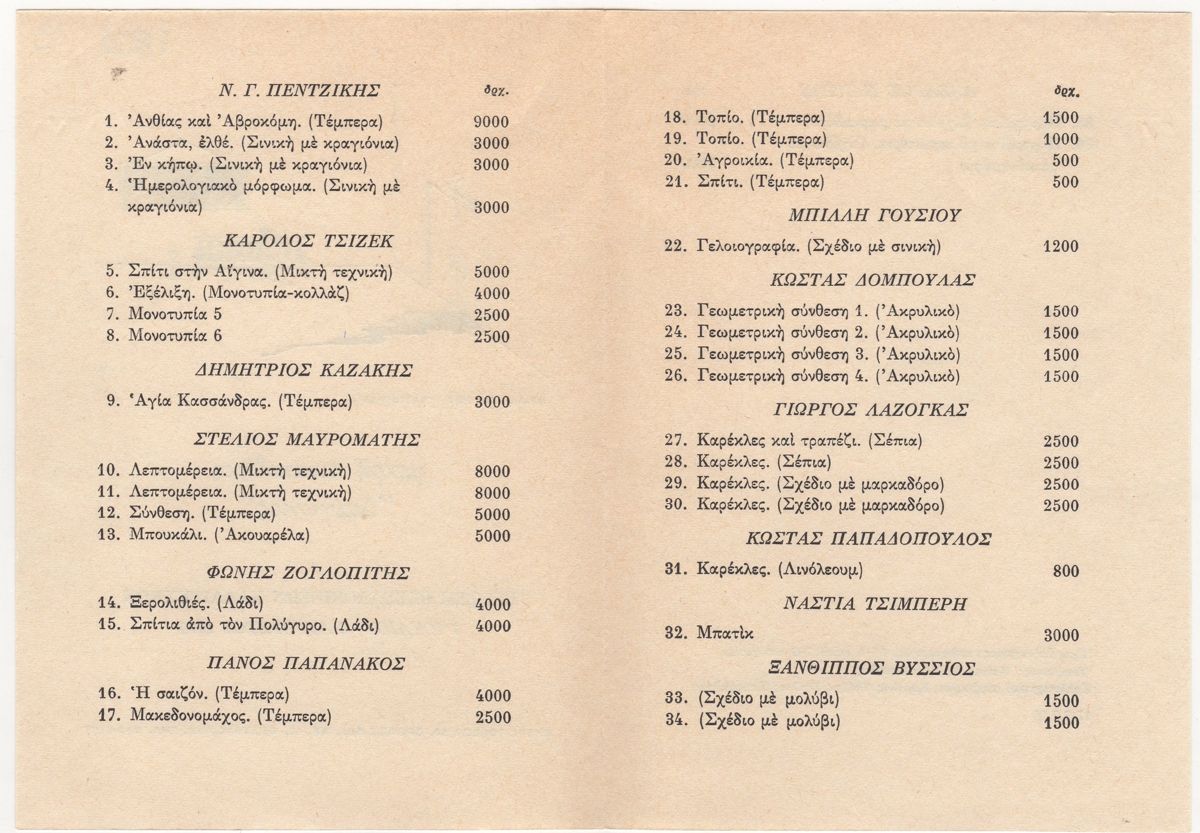 Ν. Γ. ΠΕΝΤΖΙΚΗΣ δρχ.
1. Ἀνθίας καὶ Ἀβροκόμη. (Τέμπερα) 9000
2. Ἀνάστα, ἐλθέ. (Σινικὴ μὲ κραγιόνια) 3000
3. Ἐν κήπῳ. (Σινικὴ μὲ κραγιόνια) 3000
4. Ἡμερολογιακὸ μόρφωμα. (Σινικὴ μὲ
κραγιόνια) 3000
ΚΑΡΟΛΟΣ ΤΣΙΖΕΚ
5. Σπίτι στὴν Αἴγινα. (Μικτὴ τεχνικὴ) 5000
6. Ἐξέλιξη. (Μονοτυπία-κολλὰζ) 4000
7. Μονοτυπία 5 2500
8. Μονοτυπία 6 2500
ΔΗΜΗΤΡΙΟΣ ΚΑΖΑΚΗΣ
9. Ἁγία Κασσάνδρας. (Τέμπερα) 3000
ΣΤΕΛΙΟΣ ΜΑΥΡΟΜΑΤΗΣ
10. Λεπτομέρεια. (Μικτὴ τεχνικὴ) 8000
11. Λεπτομέρεια. (Μικτὴ τεχνικὴ) 8000
12. Σύνθεση. (Τέμπερα) 5000
13. Μπουκάλι. (Ἀκουαρέλα) 5000
ΦΩΝΗΣ ΖΟΓΛΟΠΙΤΗΣ
14. Ξερολιθιές. (Λάδι) 4000
15. Σπίτια ἀπὸ τὸν Πολύγυρο. (Λάδι) 4000
ΠΑΝΟΣ ΠΑΠΑΝΑΚΟΣ
16. Ἡ σαιζόν. (Τέμπερα) 4000
17. Μακεδονομάχος. (Τέμπερα) 2500
δρχ.
18. Τοπίο. (Τέμπερα) 1500
19. Τοπίο. (Τέμπερα) 1000
20. Ἀγροικία. (Τέμπερα) 500
21. Σπίτι. (Τέμπερα) 500
ΜΠΙΛΛΗ ΓΟΥΣΙΟΥ
22. Γελοιογραφία. (Σχέδιο μὲ σινικὴ) 1200
ΚΩΣΤΑΣ ΔΟΜΠΟΥΛΑΣ
23. Γεωμετρικὴ σύνθεση 1. (Ἀκρυλικὸ) 1500
24. Γεωμετρικὴ σύνθεση 2. (Ἀκρυλικὸ) 1500
25. Γεωμετρικὴ σύνθεση 3. (Ἀκρυλικὸ) 1500
26. Γεωμετρικὴ σύνθεση 4. (Ἀκρυλικὸ) 1500
ΓΙΩΡΓΟΣ ΛΑΖΟΓΚΑΣ
27. Καρέκλες καὶ τραπέζι. (Σέπια) 2500
28. Καρέκλες. (Σέπια) 2500
29. Καρέκλες. (Σχέδιο μὲ μαρκαδόρο) 2500
30. Καρέκλες. (Σχέδιο μὲ μαρκαδόρο) 2500
ΚΩΣΤΑΣ ΠΑΠΑΔΟΠΟΥΛΟΣ
31. Καρέκλες. (Λινόλεουμ) 800
ΝΑΣΤΙΑ ΤΣΙΜΠΕΡΗ
32. Μπατὶκ 3000
ΞΑΝΘΙΠΠΟΣ ΒΥΣΣΙΟΣ
33. (Σχέδιο μὲ μολύβι) 1500
34. (Σχέδιο μὲ μολύβι) 1500